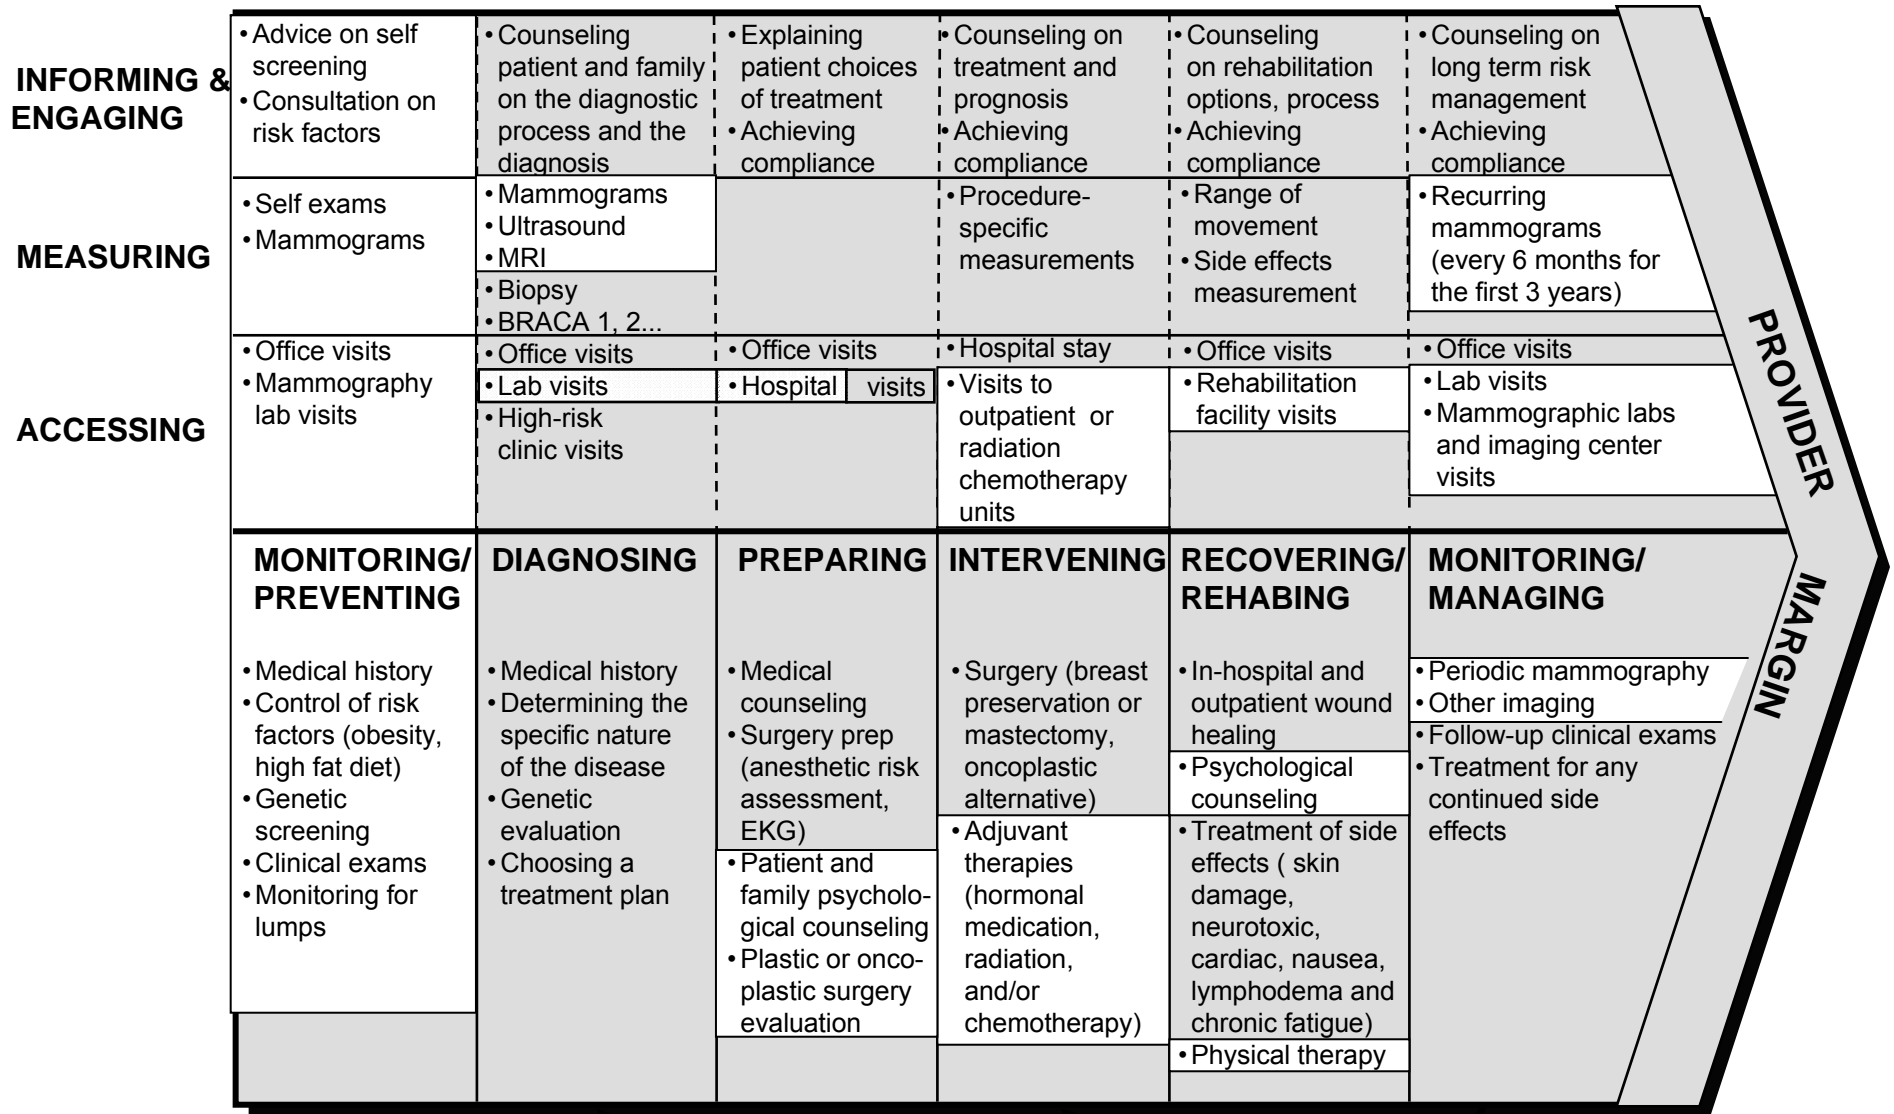 INFORMING &
ENGAGING
• Advice on self
screening
• Consultation on
risk factors
• Counseling
patient and family
on the diagnostic
process and the
diagnosis
• Explaining
patient choices
of treatment
• Achieving
compliance
• Counseling on
treatment and
prognosis
• Achieving
compliance
• Counseling
on rehabilitation
options, process
• Achieving
compliance
• Counseling on
long term risk
management
• Achieving
compliance
MEASURING
• Self exams
• Mammograms
• Mammograms
• Ultrasound
• MRI
• Biopsy
• BRACA 1, 2...
• Procedure-
specific
measurements
• Range of
movement
• Side effects
measurement
• Recurring
mammograms
(every 6 months for
the first 3 years)
ACCESSING
• Office visits
• Mammography
lab visits
• Office visits
• Lab visits
• High-risk
clinic visits
• Office visits
• Hospital visits
• Hospital stay
• Visits to
outpatient or
radiation
chemotherapy
units
• Office visits
• Rehabilitation
facility visits
• Office visits
• Lab visits
• Mammographic labs
and imaging center
visits
MONITORING/
PREVENTING
• Medical history
• Control of risk
factors (obesity,
high fat diet)
• Genetic
screening
• Clinical exams
• Monitoring for
lumps
DIAGNOSING
• Medical history
• Determining the
specific nature
of the disease
• Genetic
evaluation
• Choosing a
treatment plan
PREPARING
• Medical
counseling
• Surgery prep
(anesthetic risk
assessment,
EKG)
• Patient and
family psycholo-
gical counseling
• Plastic or onco-
plastic surgery
evaluation
INTERVENING
• Surgery (breast
preservation or
mastectomy,
oncoplastic
alternative)
• Adjuvant
therapies
(hormonal
medication,
radiation,
and/or
chemotherapy)
RECOVERING/
REHABING
• In-hospital and
outpatient wound
healing
• Psychological
counseling
• Treatment of side
effects ( skin
damage,
neurotoxic,
cardiac, nausea,
lymphodema and
chronic fatigue)
• Physical therapy
MONITORING/
MANAGING
• Periodic mammography
• Other imaging
• Follow-up clinical exams
• Treatment for any
continued side
effects
PROVIDER
MARGIN